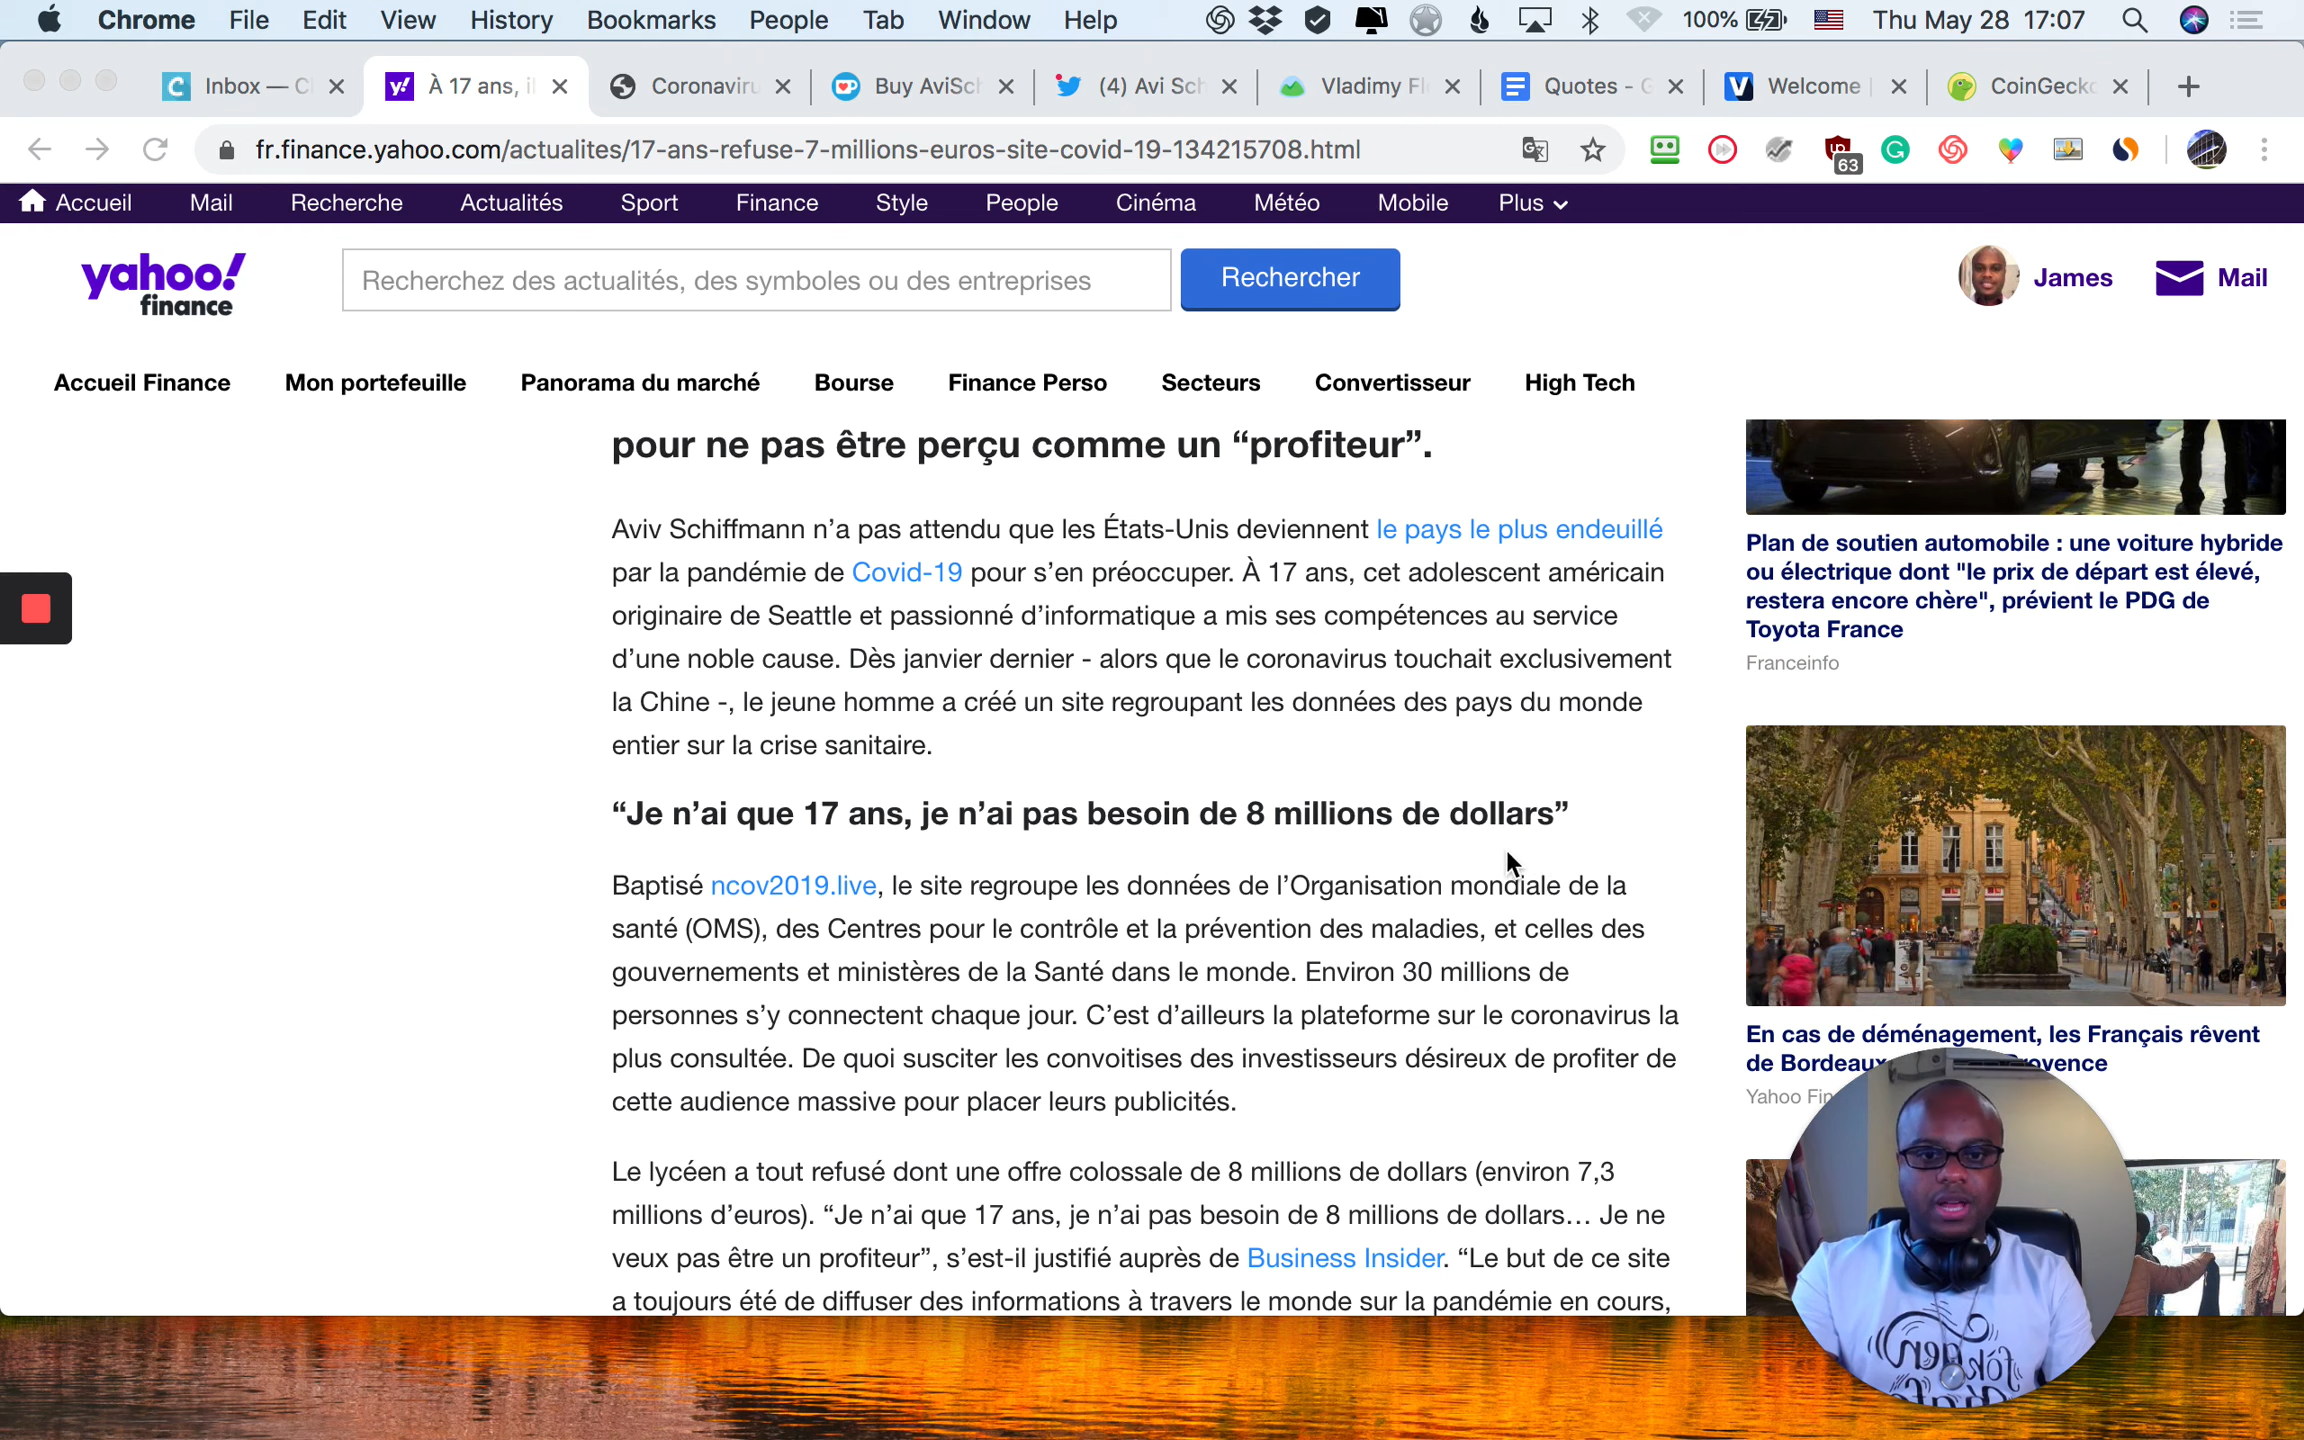 Chrome File Edit View History Bookmarks People Tab Window Help 100% Thu May 28 17:07
Inbox — C À 17 ans, il Coronaviru Buy AviSch (4) Avi Sch Vladimy Fl Quotes - G Welcome CoinGecko
fr.finance.yahoo.com/actualites/17-ans-refuse-7-millions-euros-site-covid-19-134215708.html
63
Accueil Mail Recherche Actualités Sport Finance Style People Cinéma Météo Mobile Plus
yahoo!
finance
Recherchez des actualités, des symboles ou des entreprises
Rechercher
James
Mail
Accueil Finance Mon portefeuille Panorama du marché Bourse Finance Perso Secteurs Convertisseur High Tech
pour ne pas être perçu comme un “profiteur”.
Aviv Schiffmann n’a pas attendu que les États-Unis deviennent le pays le plus endeuillé
par la pandémie de Covid-19 pour s’en préoccuper. À 17 ans, cet adolescent américain
originaire de Seattle et passionné d’informatique a mis ses compétences au service
d’une noble cause. Dès janvier dernier - alors que le coronavirus touchait exclusivement
la Chine -, le jeune homme a créé un site regroupant les données des pays du monde
entier sur la crise sanitaire.
“Je n’ai que 17 ans, je n’ai pas besoin de 8 millions de dollars”
Baptisé ncov2019.live, le site regroupe les données de l’Organisation mondiale de la
santé (OMS), des Centres pour le contrôle et la prévention des maladies, et celles des
gouvernements et ministères de la Santé dans le monde. Environ 30 millions de
personnes s’y connectent chaque jour. C’est d’ailleurs la plateforme sur le coronavirus la
plus consultée. De quoi susciter les convoitises des investisseurs désireux de profiter de
cette audience massive pour placer leurs publicités.
Le lycéen a tout refusé dont une offre colossale de 8 millions de dollars (environ 7,3
millions d’euros). “Je n’ai que 17 ans, je n’ai pas besoin de 8 millions de dollars… Je ne
veux pas être un profiteur”, s’est-il justifié auprès de Business Insider. “Le but de ce site
a toujours été de diffuser des informations à travers le monde sur la pandémie en cours,
Plan de soutien automobile : une voiture hybride
ou électrique dont "le prix de départ est élevé,
restera encore chère", prévient le PDG de
Toyota France
Franceinfo
En cas de déménagement, les Français rêvent
de Bordeaux ovence
Yahoo Fin